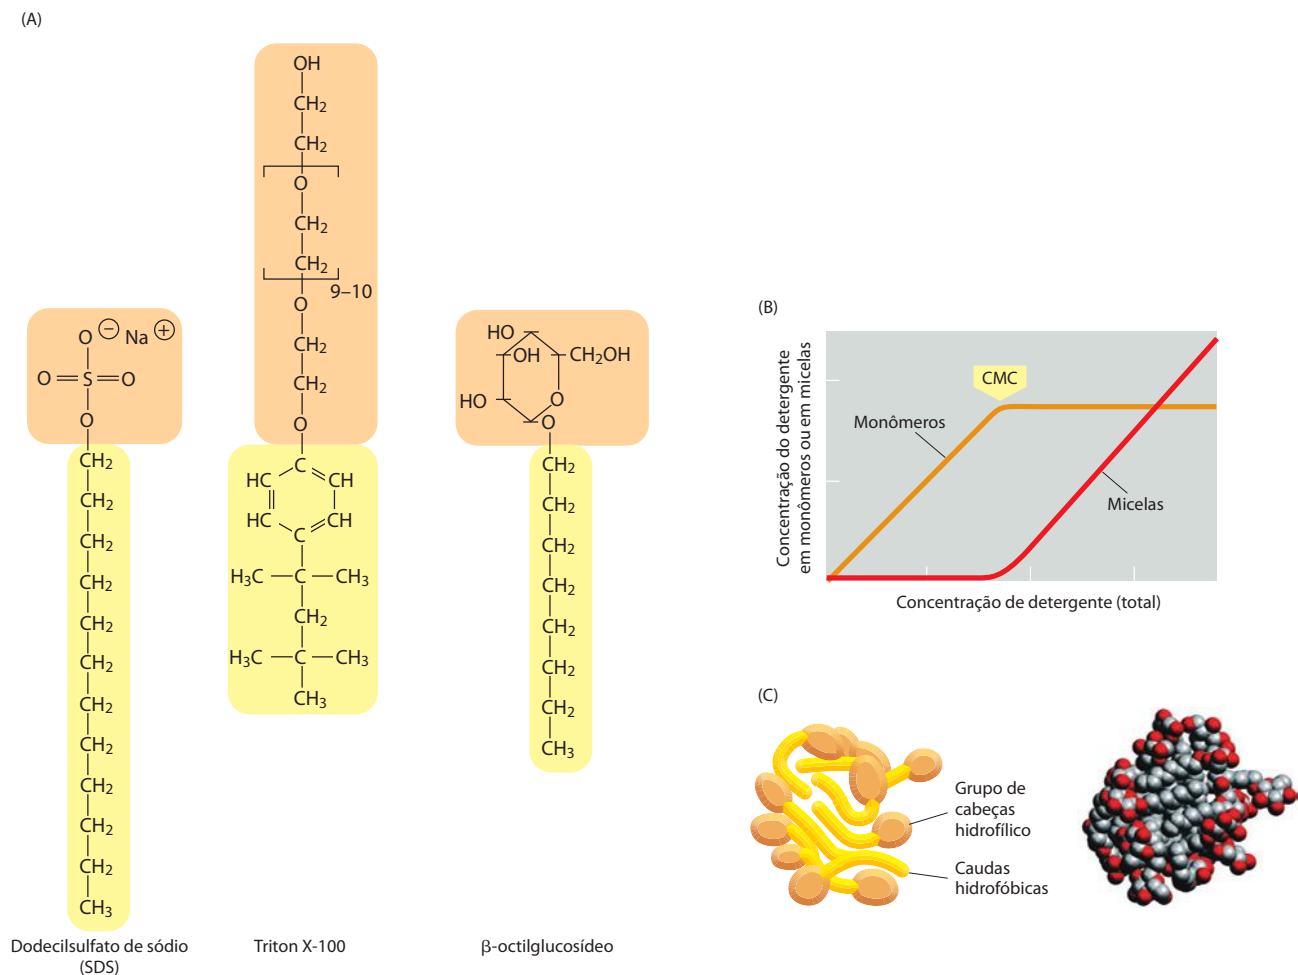 (A)
OH
CH₂
CH₂
O
CH₂
CH₂
9–10
O
CH₂
CH₂
O
C
HC CH
HC CH
C
H₃C C CH₃
CH₂
H₃C C CH₃
CH₃
Triton X-100
O ⊖ Na ⊕
O S O
O
CH₂
CH₂
CH₂
CH₂
CH₂
CH₂
CH₂
CH₂
CH₂
CH₂
CH₂
CH₃
Dodecilsulfato de sódio
(SDS)
HO
OH CH₂OH
HO O
O
CH₂
CH₂
CH₂
CH₂
CH₂
CH₂
CH₂
CH₃
β-octilglucosídeo
(B)
Concentração do detergente
em monômeros ou em micelas
CMC
Monômeros
Micelas
Concentração de detergente (total)
(C)
Grupo de
cabeças
hidrofílico
Caudas
hidrofóbicas